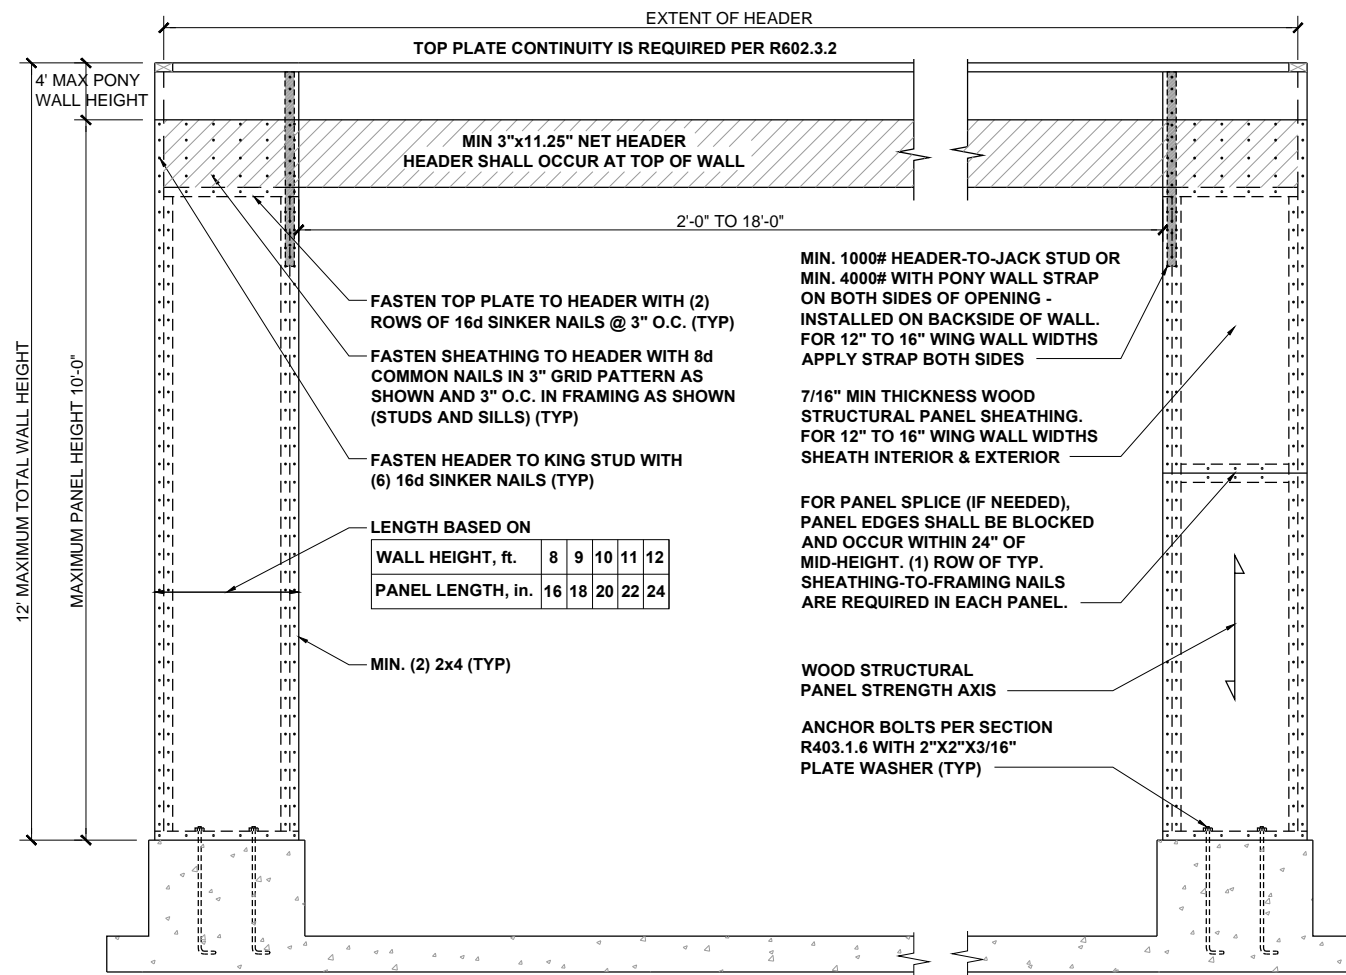 EXTENT OF HEADER
TOP PLATE CONTINUITY IS REQUIRED PER R602.3.2
4' MAX PONY
WALL HEIGHT
MIN 3"x11.25" NET HEADER
HEADER SHALL OCCUR AT TOP OF WALL
2'-0" TO 18'-0"
12' MAXIMUM TOTAL WALL HEIGHT
MAXIMUM PANEL HEIGHT 10'-0"
FASTEN TOP PLATE TO HEADER WITH (2)
ROWS OF 16d SINKER NAILS @ 3" O.C. (TYP)
FASTEN SHEATHING TO HEADER WITH 8d
COMMON NAILS IN 3" GRID PATTERN AS
SHOWN AND 3" O.C. IN FRAMING AS SHOWN
(STUDS AND SILLS) (TYP)
FASTEN HEADER TO KING STUD WITH
(6) 16d SINKER NAILS (TYP)
LENGTH BASED ON
WALL HEIGHT, ft. 8 9 10 11 12
PANEL LENGTH, in. 16 18 20 22 24
MIN. (2) 2x4 (TYP)
MIN. 1000# HEADER-TO-JACK STUD OR
MIN. 4000# WITH PONY WALL STRAP
ON BOTH SIDES OF OPENING -
INSTALLED ON BACKSIDE OF WALL.
FOR 12" TO 16" WING WALL WIDTHS
APPLY STRAP BOTH SIDES
7/16" MIN THICKNESS WOOD
STRUCTURAL PANEL SHEATHING.
FOR 12" TO 16" WING WALL WIDTHS
SHEATH INTERIOR & EXTERIOR
FOR PANEL SPLICE (IF NEEDED),
PANEL EDGES SHALL BE BLOCKED
AND OCCUR WITHIN 24" OF
MID-HEIGHT. (1) ROW OF TYP.
SHEATHING-TO-FRAMING NAILS
ARE REQUIRED IN EACH PANEL.
WOOD STRUCTURAL
PANEL STRENGTH AXIS
ANCHOR BOLTS PER SECTION
R403.1.6 WITH 2"X2"X3/16"
PLATE WASHER (TYP)